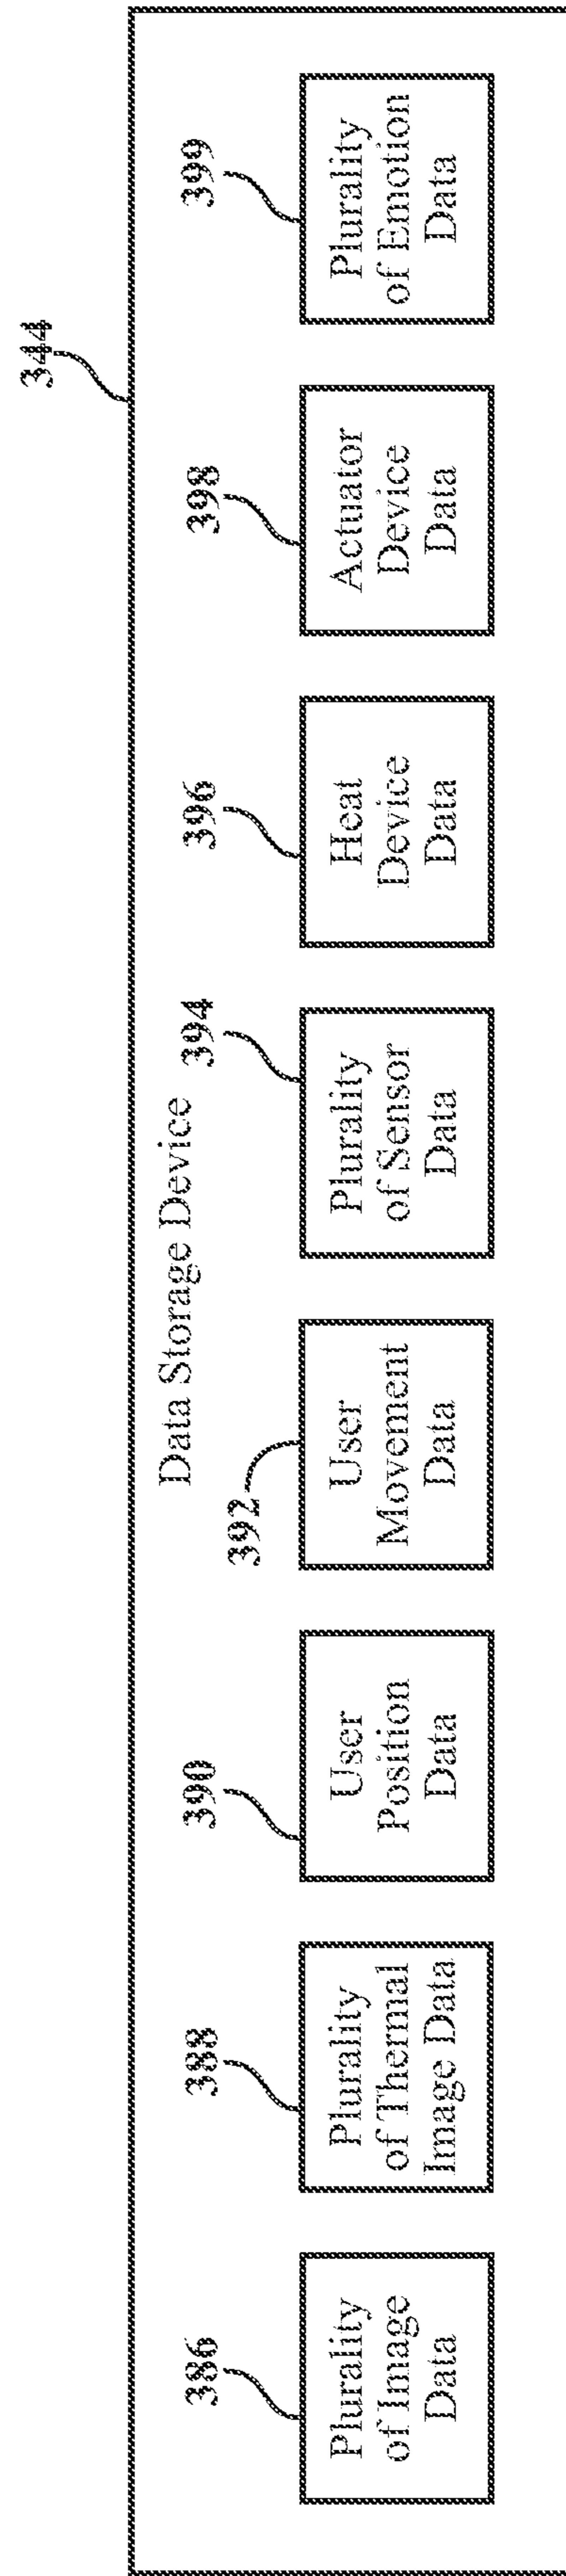 344
Data Storage Device
386
Plurality
of Image
Data
388
Plurality
of Thermal
Image Data
390
User
Position
Data
392
User
Movement
Data
394
Plurality
of Sensor
Data
396
Heat
Device
Data
398
Actuator
Device
Data
399
Plurality
of Emotion
Data